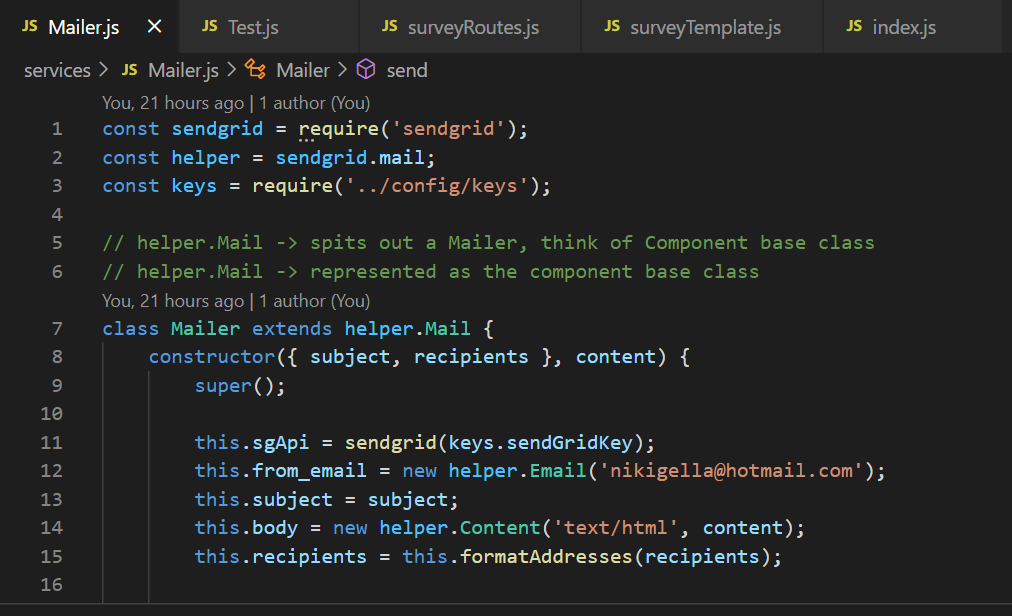 JS Mailer.js × JS Test.js JS surveyRoutes.js JS surveyTemplate.js JS index.js
services > JS Mailer.js > Mailer > send
You, 21 hours ago | 1 author (You)
1 const sendgrid = require('sendgrid');
2 const helper = sendgrid.mail;
3 const keys = require('../config/keys');
4
5 // helper.Mail -> spits out a Mailer, think of Component base class
6 // helper.Mail -> represented as the component base class
You, 21 hours ago | 1 author (You)
7 class Mailer extends helper.Mail {
8 constructor({ subject, recipients }, content) {
9 super();
10
11 this.sgApi = sendgrid(keys.sendGridKey);
12 this.from_email = new helper.Email('nikigella@hotmail.com');
13 this.subject = subject;
14 this.body = new helper.Content('text/html', content);
15 this.recipients = this.formatAddresses(recipients);
16